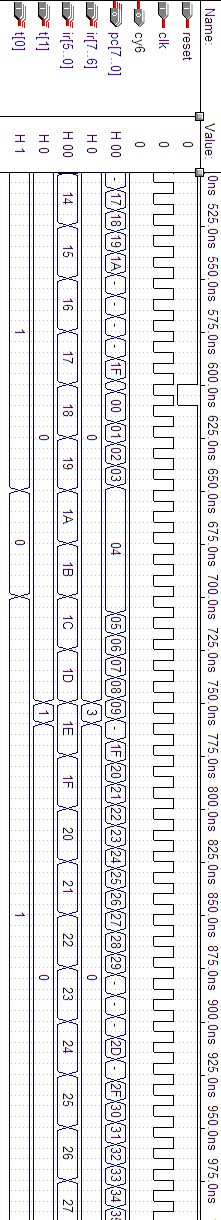 Name: Value: 0ns 525.0ns 550.0ns 575.0ns 600.0ns 625.0ns 650.0ns 675.0ns 700.0ns 725.0ns 750.0ns 775.0ns 800.0ns 825.0ns 850.0ns 875.0ns 900.0ns 925.0ns 950.0ns 975.0ns
reset 0
clk 0
cy6 0
pc[7..0] H 00 - 17 18 19 1A - - - - 1F 00 01 02 03 04 05 06 07 08 09 - 1F 20 21 22 23 24 25 26 27 28 29 - - - 2D - 2F 30 31 32 33 34
ir[7..6] H 0 0 3 0
ir[5..0] H 00 14 15 16 17 18 19 1A 1B 1C 1D 1E 1F 20 21 22 23 24 25 26 27
t[1] H 0 0 1 0
t[0] H 1 1 0 1